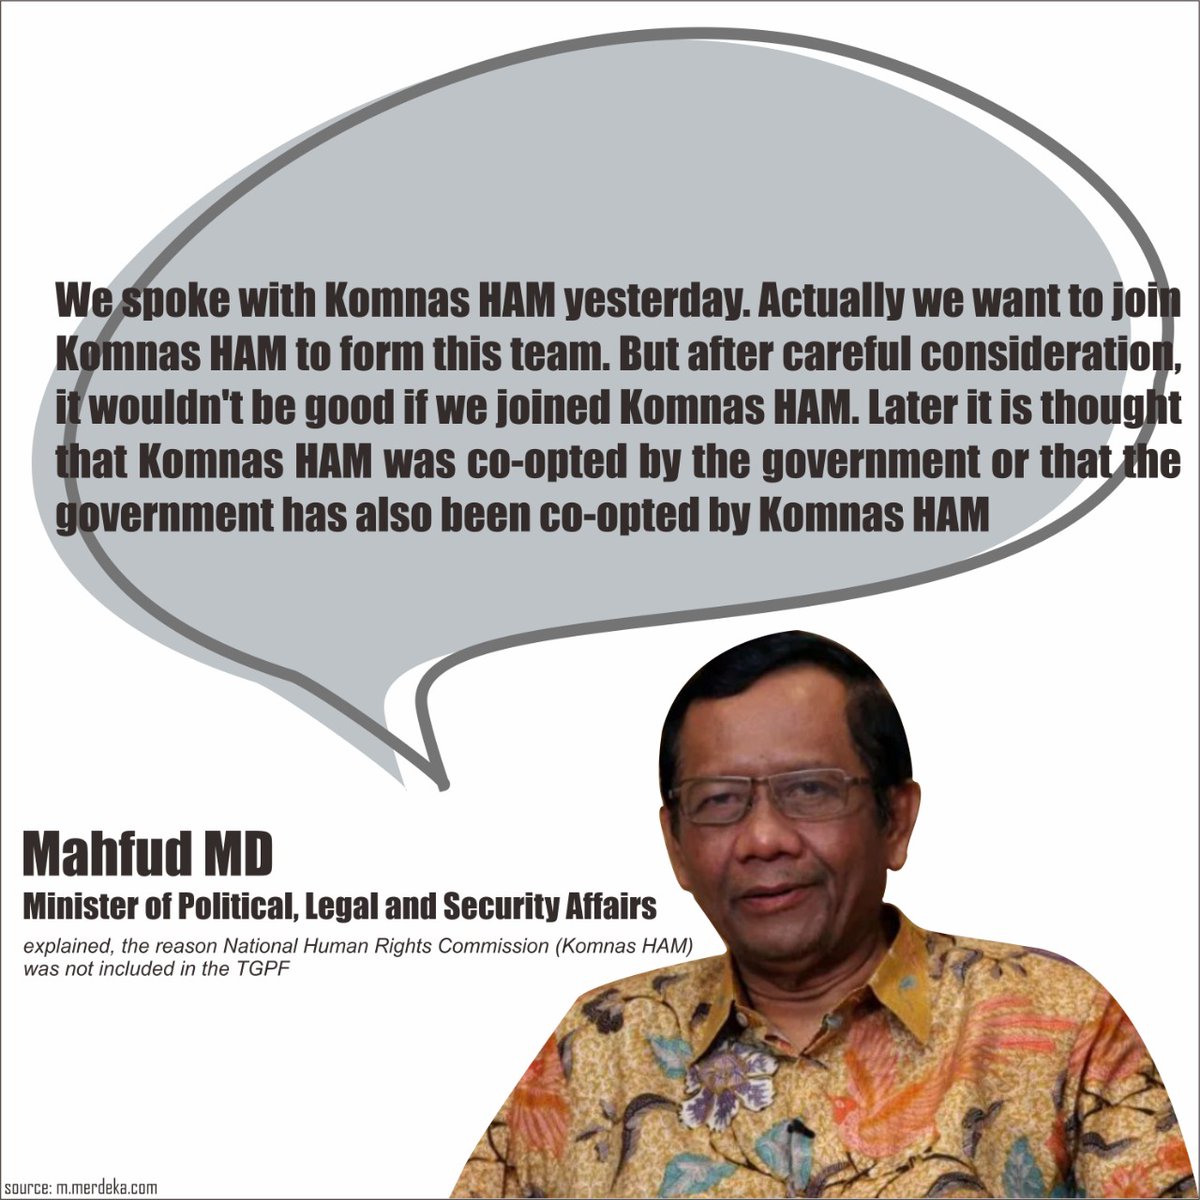 We spoke with Komnas HAM yesterday. Actually we want to join
Komnas HAM to form this team. But after careful consideration,
it wouldn't be good if we joined Komnas HAM. Later it is thought
that Komnas HAM was co-opted by the government or that the
government has also been co-opted by Komnas HAM
Mahfud MD
Minister of Political, Legal and Security Affairs
explained, the reason National Human Rights Commission (Komnas HAM)
was not included in the TGPF
source: m.merdeka.com